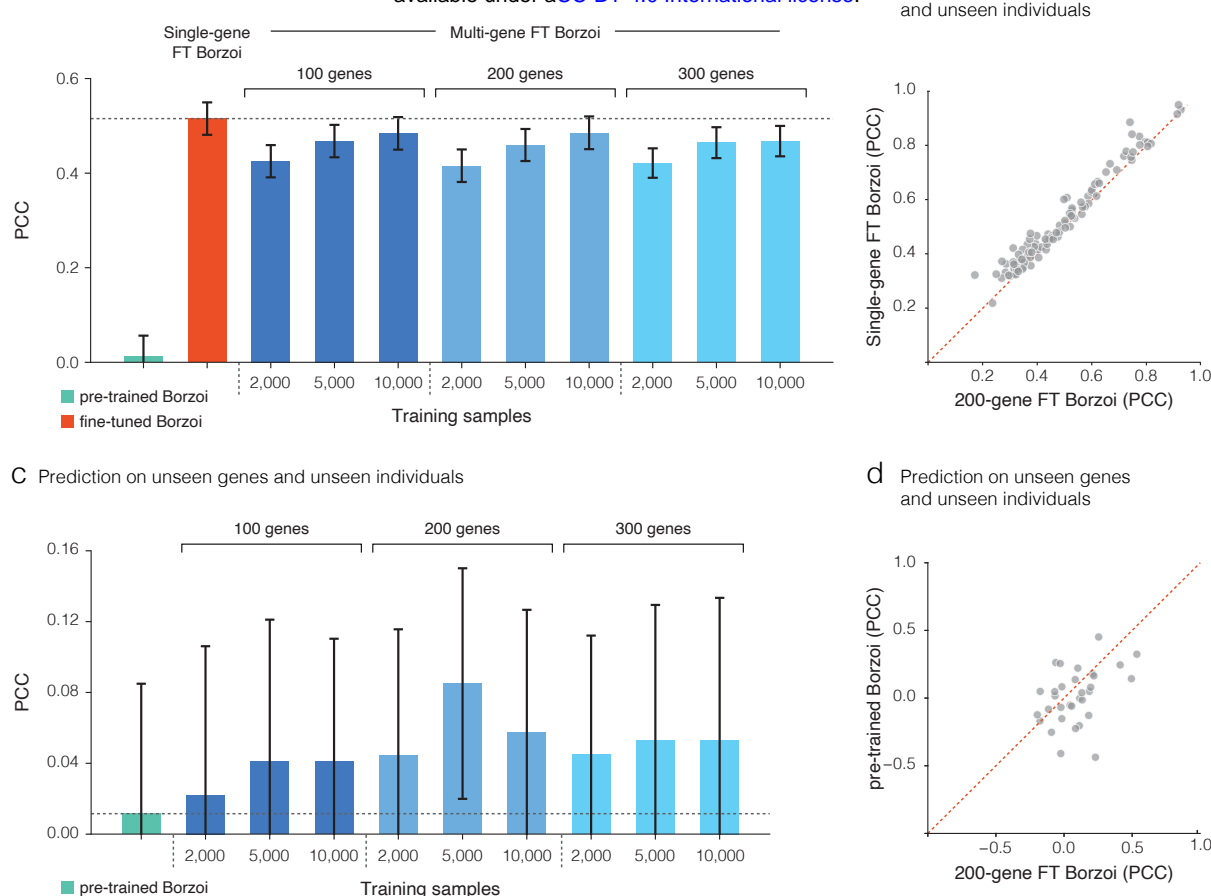 available under aCC-BY 4.0 International license.
and unseen individuals
Single-gene
FT Borzoi
Multi-gene FT Borzoi
100 genes
200 genes
300 genes
0.6
0.4
0.2
0.0
PCC
2,000
5,000
10,000
2,000
5,000
10,000
2,000
5,000
10,000
Training samples
pre-trained Borzoi
fine-tuned Borzoi
1.0
0.8
0.6
0.4
0.2
Single-gene FT Borzoi (PCC)
0.2
0.4
0.6
0.8
1.0
200-gene FT Borzoi (PCC)
c Prediction on unseen genes and unseen individuals
100 genes
200 genes
300 genes
0.16
0.12
0.08
0.04
0.00
PCC
2,000
5,000
10,000
2,000
5,000
10,000
2,000
5,000
10,000
Training samples
pre-trained Borzoi
d Prediction on unseen genes
and unseen individuals
1.0
0.5
0.0
−0.5
pre-trained Borzoi (PCC)
−0.5
0.0
0.5
1.0
200-gene FT Borzoi (PCC)